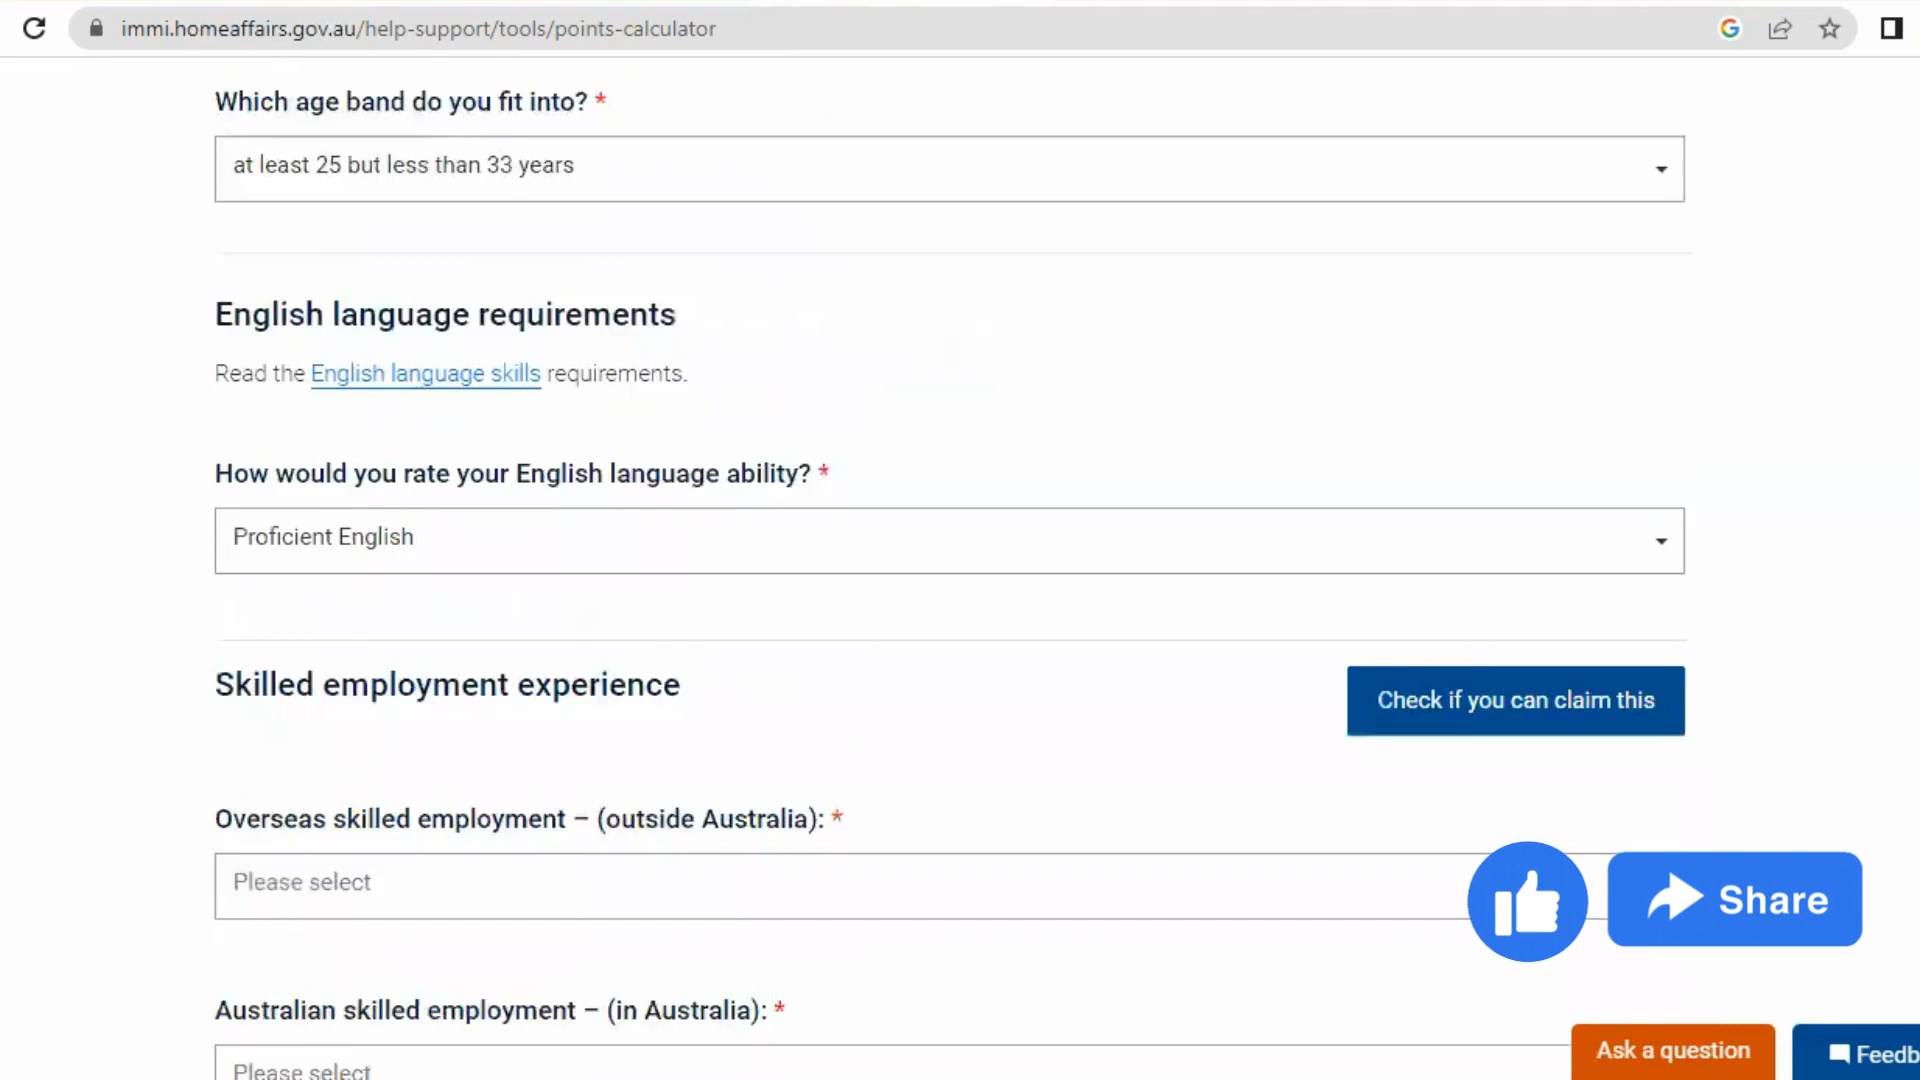 immi.homeaffairs.gov.au/help-support/tools/points-calculator
Which age band do you fit into? *
at least 25 but less than 33 years
English language requirements
Read the English language skills requirements.
How would you rate your English language ability? *
Proficient English
Skilled employment experience
Check if you can claim this
Overseas skilled employment – (outside Australia): *
Please select
Share
Australian skilled employment – (in Australia): *
Please select
Ask a question
Feedb